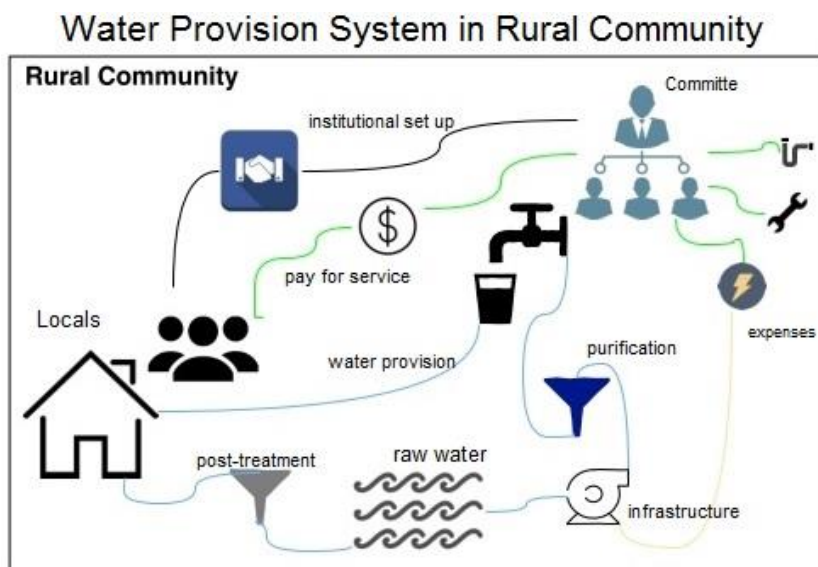 Water Provision System in Rural Community
Rural Community
Committe
institutional set up
$
pay for service
Locals
expenses
water provision
purification
post-treatment
raw water
infrastructure